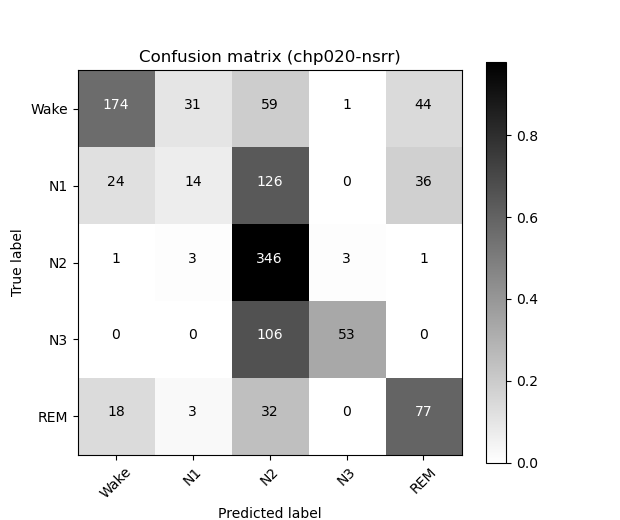 Confusion matrix (chp020-nsrr)
Wake 174 31 59 1 44
N1 24 14 126 0 36
N2 1 3 346 3 1
N3 0 0 106 53 0
REM 18 3 32 0 77
Wake N1 N2 N3 REM
True label
Predicted label
0.8
0.6
0.4
0.2
0.0